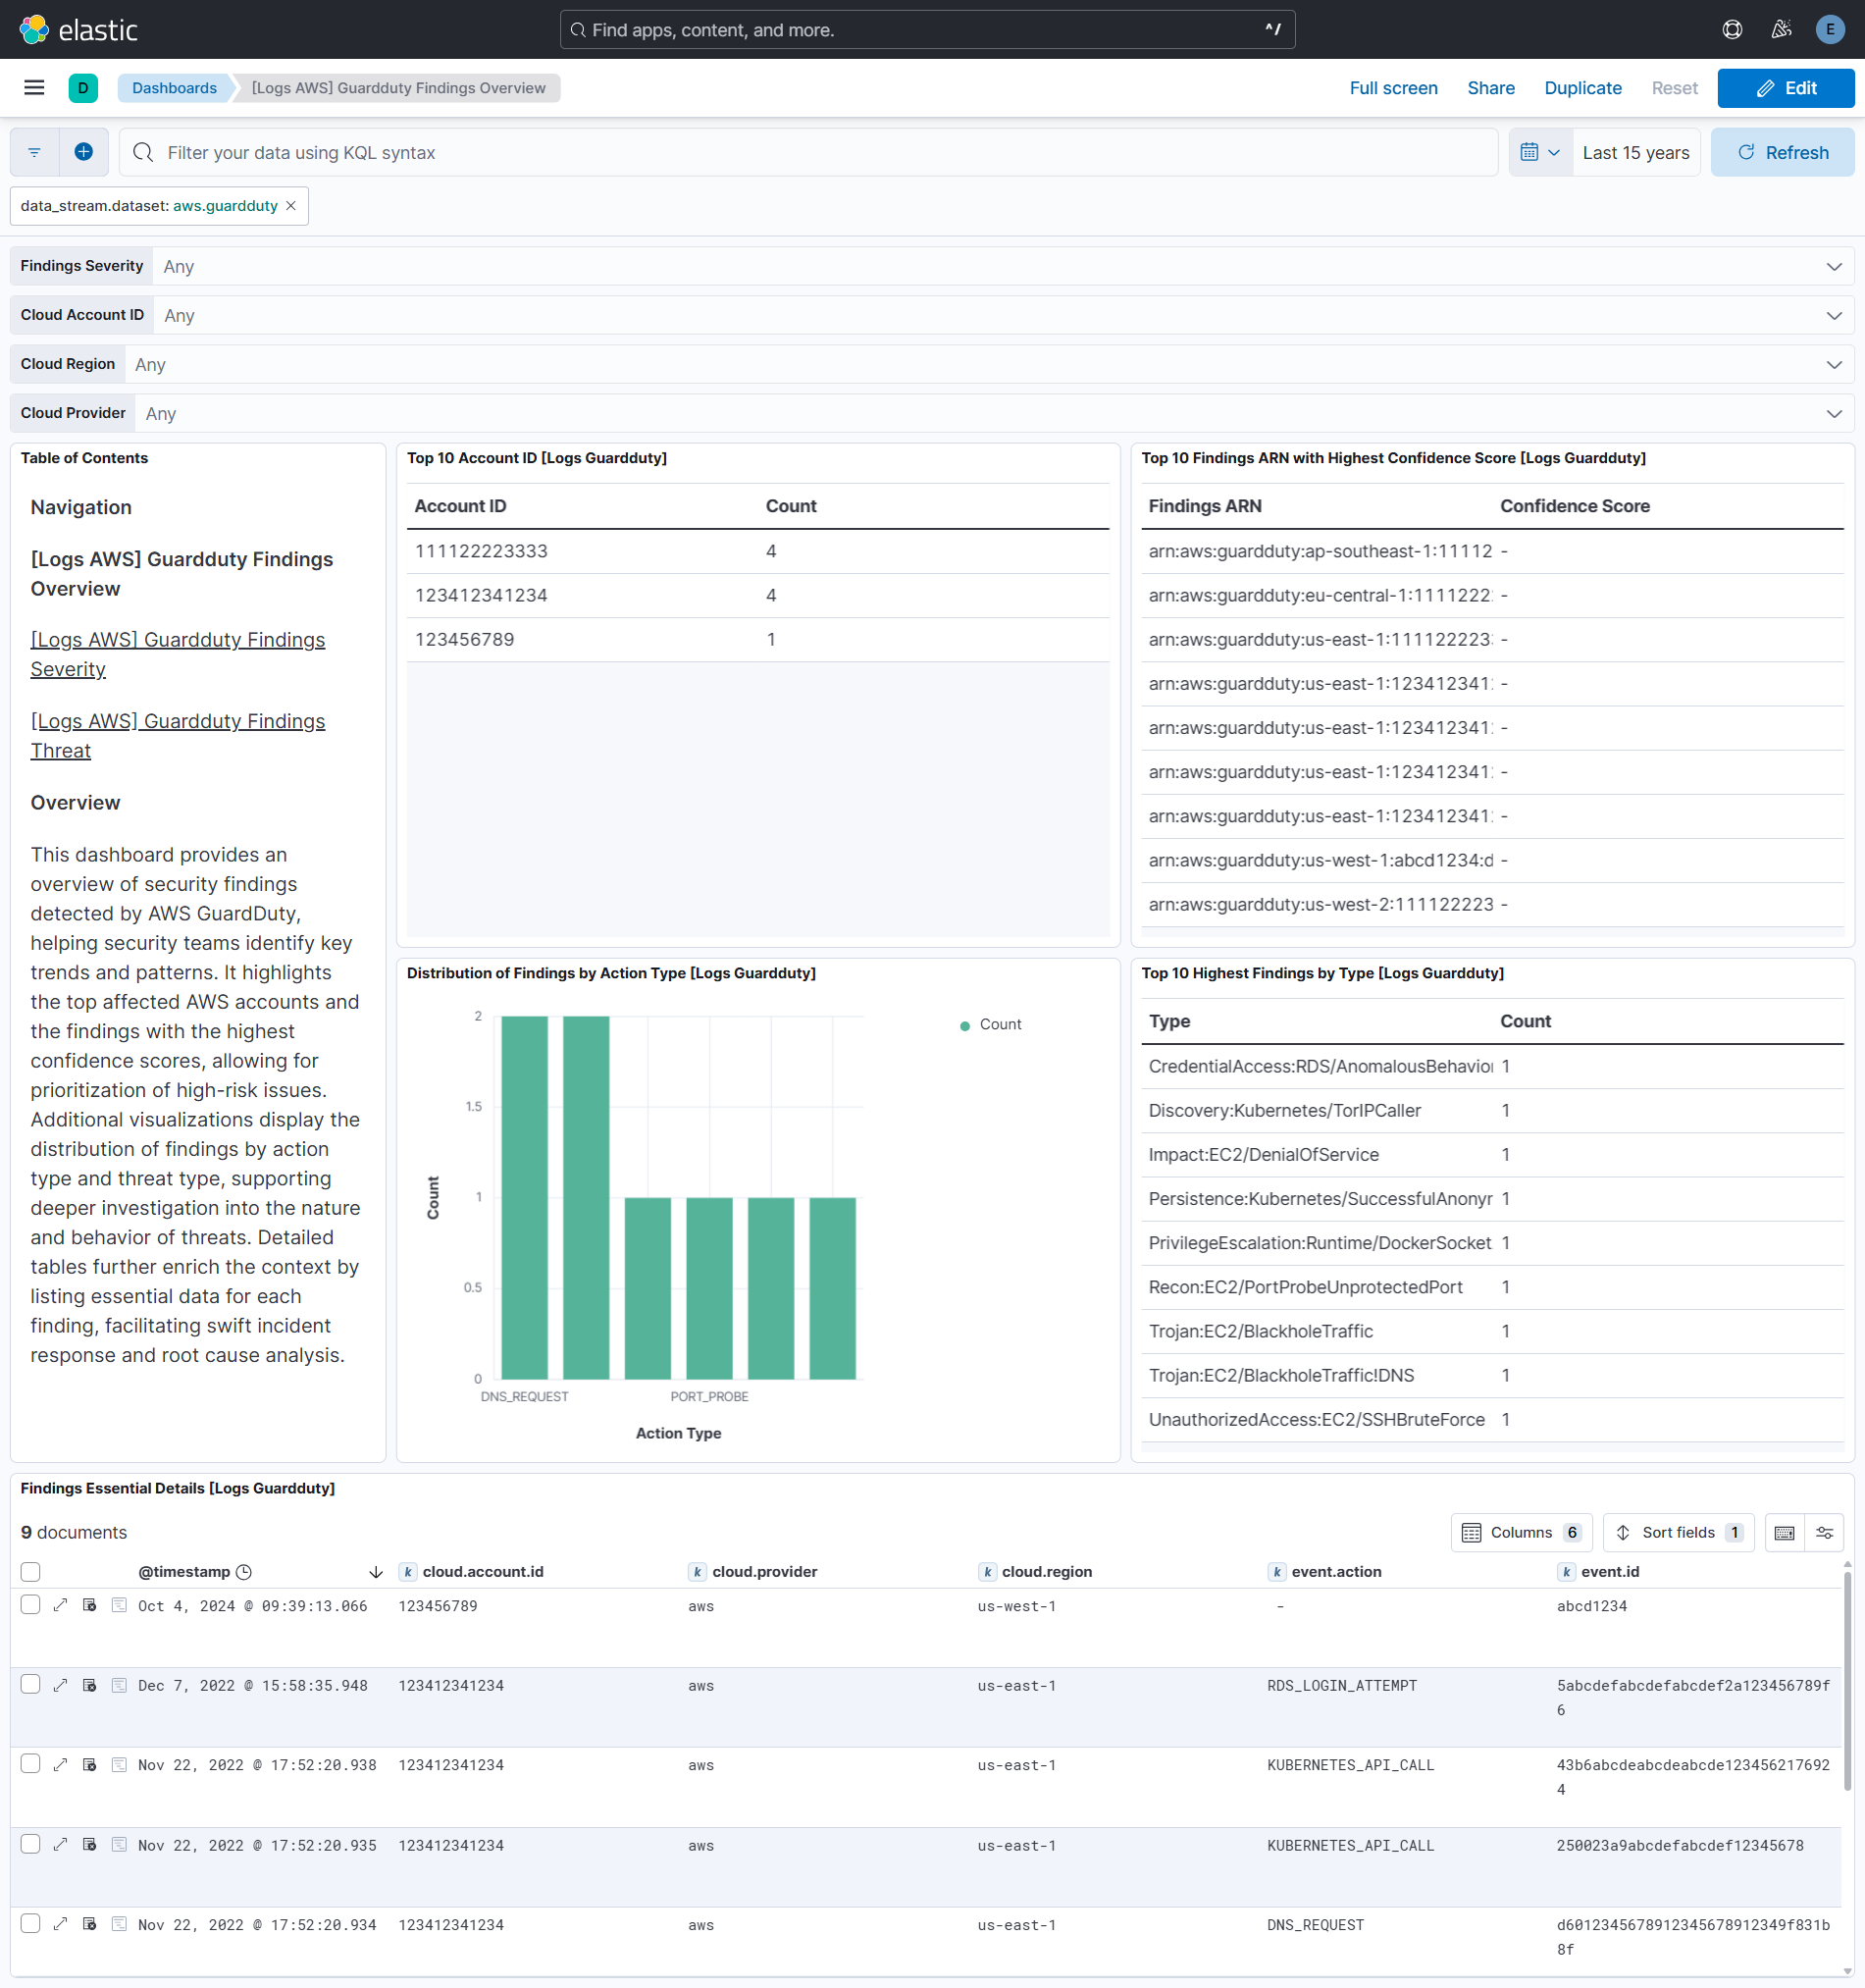 elastic
Find apps, content, and more.
^/
E
D
Dashboards
[Logs AWS] Guardduty Findings Overview
Full screen
Share
Duplicate
Reset
Edit
Filter your data using KQL syntax
Last 15 years
Refresh
data_stream.dataset: aws.guardduty
Findings Severity Any
Cloud Account ID Any
Cloud Region Any
Cloud Provider Any
Table of Contents
Navigation
[Logs AWS] Guardduty Findings
Overview
[Logs AWS] Guardduty Findings
Severity
[Logs AWS] Guardduty Findings
Threat
Overview
This dashboard provides an
overview of security findings
detected by AWS GuardDuty,
helping security teams identify key
trends and patterns. It highlights
the top affected AWS accounts and
the findings with the highest
confidence scores, allowing for
prioritization of high-risk issues.
Additional visualizations display the
distribution of findings by action
type and threat type, supporting
deeper investigation into the nature
and behavior of threats. Detailed
tables further enrich the context by
listing essential data for each
finding, facilitating swift incident
response and root cause analysis.
Top 10 Account ID [Logs Guardduty]
Account ID Count
111122223333 4
123412341234 4
123456789 1
Top 10 Findings ARN with Highest Confidence Score [Logs Guardduty]
Findings ARN Confidence Score
arn:aws:guardduty:ap-southeast-1:11112 -
arn:aws:guardduty:eu-central-1:1111222 -
arn:aws:guardduty:us-east-1:111122223 -
arn:aws:guardduty:us-east-1:123412341 -
arn:aws:guardduty:us-east-1:123412341 -
arn:aws:guardduty:us-east-1:123412341 -
arn:aws:guardduty:us-east-1:123412341 -
arn:aws:guardduty:us-west-1:abcd1234:d -
arn:aws:guardduty:us-west-2:111122223 -
Distribution of Findings by Action Type [Logs Guardduty]
2
1.5
1
0.5
0
Count
DNS_REQUEST
PORT_PROBE
Action Type
Count
Top 10 Highest Findings by Type [Logs Guardduty]
Type Count
CredentialAccess:RDS/AnomalousBehavior 1
Discovery:Kubernetes/TorIPCaller 1
Impact:EC2/DenialOfService 1
Persistence:Kubernetes/SuccessfulAnony 1
PrivilegeEscalation:Runtime/DockerSocket 1
Recon:EC2/PortProbeUnprotectedPort 1
Trojan:EC2/BlackholeTraffic 1
Trojan:EC2/BlackholeTraffic!DNS 1
UnauthorizedAccess:EC2/SSHBruteForce 1
Findings Essential Details [Logs Guardduty]
9 documents
Columns 6
Sort fields 1
@timestamp k cloud.account.id k cloud.provider k cloud.region k event.action k event.id
Oct 4, 2024 @ 09:39:13.066 123456789 aws us-west-1 - abcd1234
Dec 7, 2022 @ 15:58:35.948 123412341234 aws us-east-1 RDS_LOGIN_ATTEMPT 5abcdefabcdefabcdef2a123456789f
6
Nov 22, 2022 @ 17:52:20.938 123412341234 aws us-east-1 KUBERNETES_API_CALL 43b6abcdeabcdeabcde123456217692
4
Nov 22, 2022 @ 17:52:20.935 123412341234 aws us-east-1 KUBERNETES_API_CALL 250023a9abcdefabcdef12345678
Nov 22, 2022 @ 17:52:20.934 123412341234 aws us-east-1 DNS_REQUEST d6012345678912345678912349f831b
8f